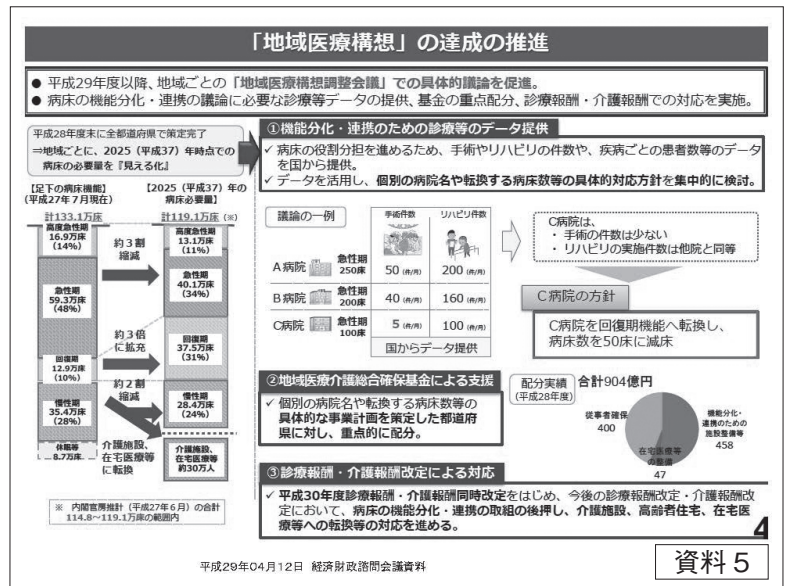 「地域医療構想」の達成の推進
● 平成29年度以降、地域ごとの「地域医療構想調整会議」での具体的議論を促進。
● 病床の機能分化・連携の議論に必要な診療等データの提供、基金の重点配分、診療報酬・介護報酬での対応を実施。
平成28年度末に全都道府県で策定完了
⇒地域ごとに、2025（平成37）年時点での
病床の必要量を『見える化』
【足下の病床機能】
（平成27年7月現在）
計133.1万床
高度急性期
16.9万床
（14%）
急性期
59.3万床
（48%）
回復期
12.9万床
（10%）
慢性期
35.4万床
（28%）
休眠等
8.7万床
約3割
縮減
約3倍
に拡充
約2割
縮減
介護施設、
在宅医療等
に転換
【2025（平成37）年の
病床必要量】
計119.1万床（※）
高度急性期
13.1万床
（11%）
急性期
40.1万床
（34%）
回復期
37.5万床
（31%）
慢性期
28.4万床
（24%）
介護施設、
在宅医療等
約30万人
※ 内閣官房推計（平成27年6月）の合計
114.8～119.1万床の範囲内
①機能分化・連携のための診療等のデータ提供
✓ 病床の役割分担を進めるため、手術やリハビリの件数や、疾病ごとの患者数等のデータ
を国から提供。
✓ データを活用し、個別の病院名や転換する病床数等の具体的対応方針を集中的に検討。
議論の一例
手術件数 リハビリ件数
A病院 急性期 250床 50（件/月） 200（件/月）
B病院 急性期 200床 40（件/月） 160（件/月）
C病院 急性期 100床 5（件/月） 100（件/月）
国からデータ提供
C病院は、
・ 手術の件数は少ない
・ リハビリの実施件数は他院と同等
C病院の方針
C病院を回復期機能へ転換し、
病床数を50床に減床
②地域医療介護総合確保基金による支援
✓ 個別の病院名や転換する病床数等の
具体的な事業計画を策定した都道府
県に対し、重点的に配分。
配分実績
（平成28年度）
合計904億円
従事者確保
400
機能分化・
連携のための
施設整備等
458
在宅医療等
の整備
47
③診療報酬・介護報酬改定による対応
✓ 平成30年度診療報酬・介護報酬同時改定をはじめ、今後の診療報酬改定・介護報酬改
定において、病床の機能分化・連携の取組の後押し、介護施設、高齢者住宅、在宅医
療等への転換等の対応を進める。
4
平成29年04月12日 経済財政諮問会議資料
資料5